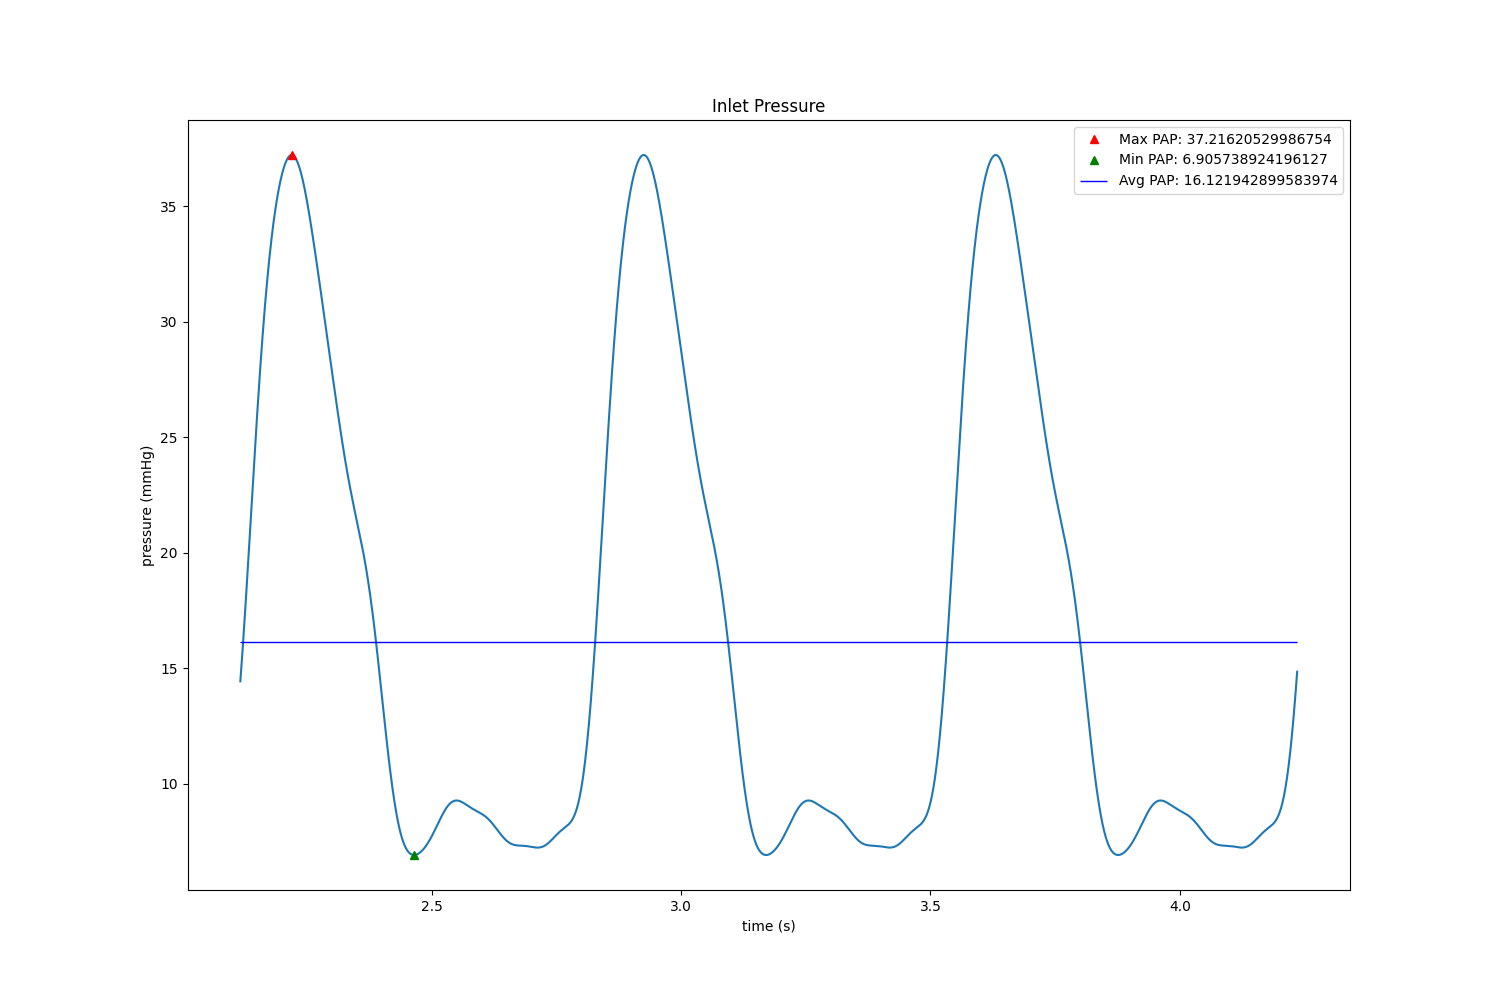 Inlet Pressure
Max PAP: 37.21620529986754
Min PAP: 6.905738924196127
Avg PAP: 16.121942899583974
pressure (mmHg)
35
30
25
20
15
10
2.5 3.0 3.5 4.0
time (s)